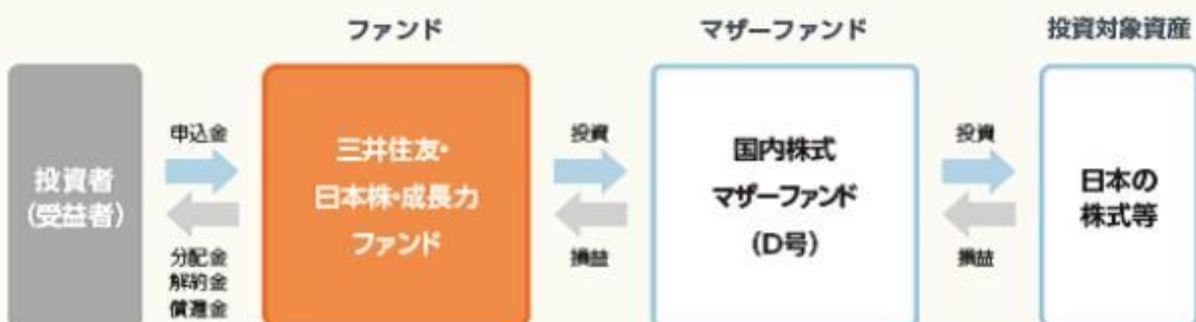 ファンド
マザーファンド
投資対象資産
投資者
(受益者)
申込金
分配金
解約金
償還金
三井住友・
日本株・成長力
ファンド
投資
損益
国内株式
マザーファンド
(D号)
投資
損益
日本の
株式等